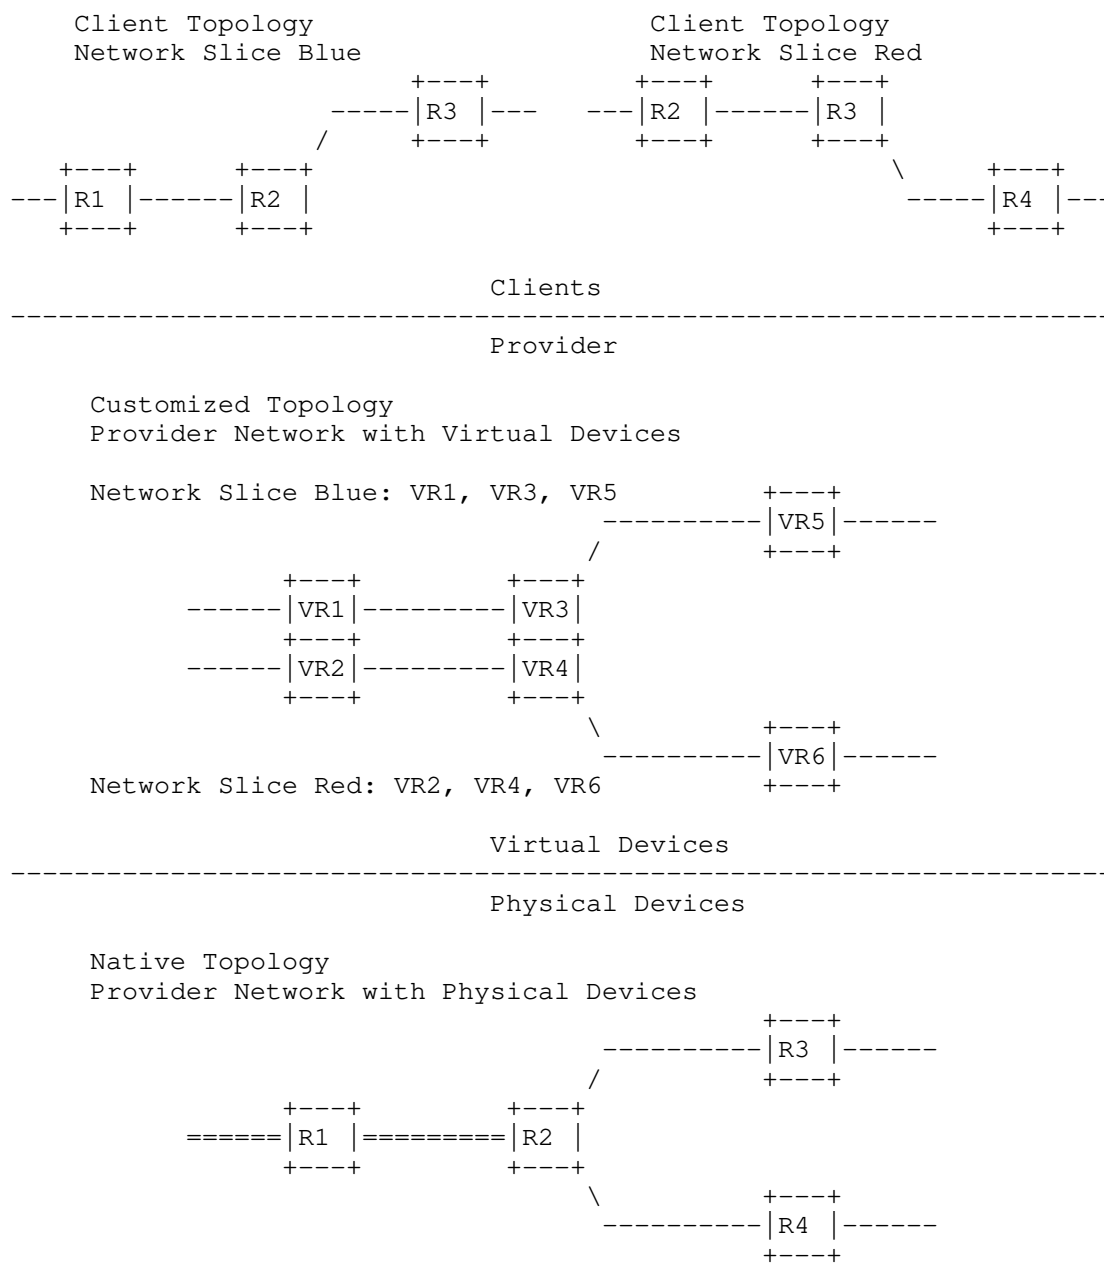 Client Topology                     Client Topology
Network Slice Blue                  Network Slice Red
                         +---+         +---+      +---+
                    -----|R3 |---   ---|R2 |------|R3 |
                   /     +---+         +---+      +---+
   +---+      +---+                                    \     +---+
---|R1 |------|R2 |                                     -----|R4 |---
   +---+      +---+                                          +---+
                              Clients
---------------------------------------------------------------------
                              Provider
     Customized Topology
     Provider Network with Virtual Devices
     Network Slice Blue: VR1, VR3, VR5         +---+
                                     ----------|VR5|------
                                    /          +---+
                 +---+         +---+
           ------|VR1|---------|VR3|
                 +---+         +---+
           ------|VR2|---------|VR4|
                 +---+         +---+
                                    \          +---+
                                     ----------|VR6|------
     Network Slice Red: VR2, VR4, VR6          +---+
                              Virtual Devices
---------------------------------------------------------------------
                              Physical Devices
     Native Topology
     Provider Network with Physical Devices
                                               +---+
                                     ----------|R3 |------
                                    /          +---+
                 +---+         +---+
           ======|R1 |=========|R2 |
                 +---+         +---+
                                    \          +---+
                                     ----------|R4 |------
                                               +---+